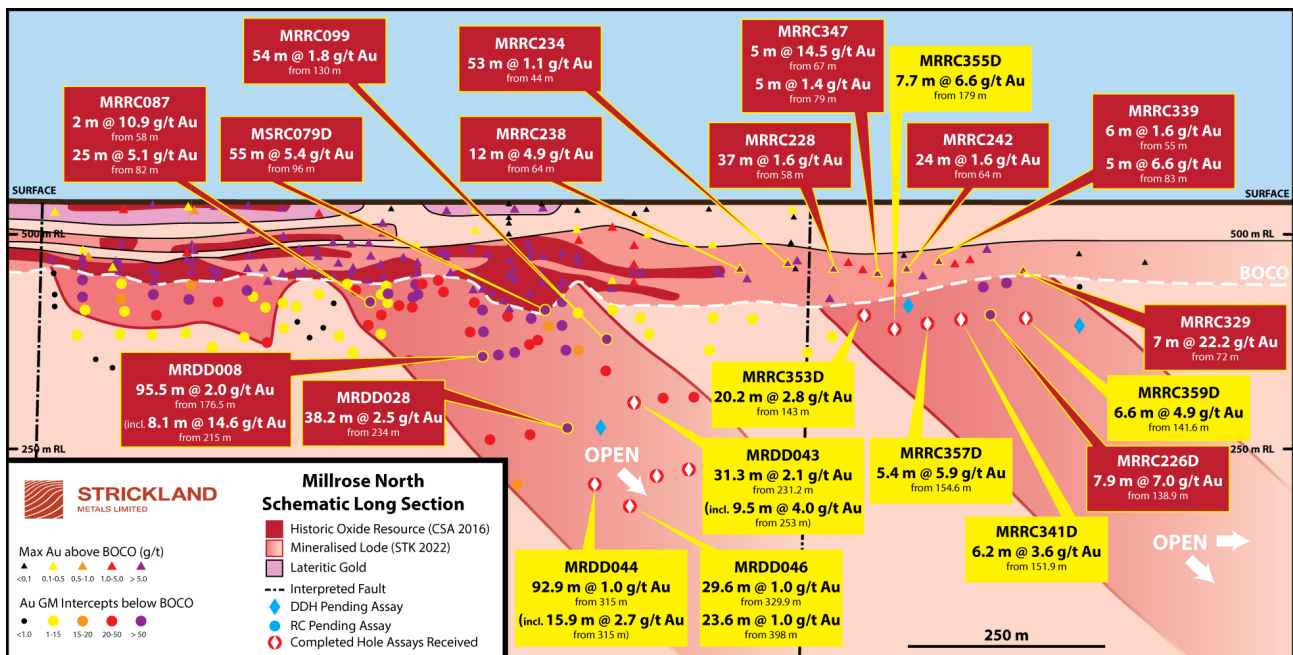 MRRC099
54 m @ 1.8 g/t Au
from 130 m
MRRC234
53 m @ 1.1 g/t Au
from 44 m
MRRC347
5 m @ 14.5 g/t Au
from 67 m
5 m @ 1.4 g/t Au
from 79 m
MRRC355D
7.7 m @ 6.6 g/t Au
from 179 m
MRRC087
2 m @ 10.9 g/t Au
from 58 m
25 m @ 5.1 g/t Au
from 82 m
MSRC079D
55 m @ 5.4 g/t Au
from 96 m
MRRC238
12 m @ 4.9 g/t Au
from 64 m
MRRC228
37 m @ 1.6 g/t Au
from 58 m
MRRC242
24 m @ 1.6 g/t Au
from 64 m
MRRC339
6 m @ 1.6 g/t Au
from 55 m
5 m @ 6.6 g/t Au
from 83 m
SURFACE
SURFACE
500 m RL
500 m RL
BOCO
MRRC329
7 m @ 22.2 g/t Au
from 72 m
MRDD008
95.5 m @ 2.0 g/t Au
from 176.5 m
(incl. 8.1 m @ 14.6 g/t Au
from 215 m)
MRDD028
38.2 m @ 2.5 g/t Au
from 234 m
MRRC353D
20.2 m @ 2.8 g/t Au
from 143 m
MRRC359D
6.6 m @ 4.9 g/t Au
from 141.6 m
250 m RL
250 m RL
OPEN
MRDD043
31.3 m @ 2.1 g/t Au
from 231.2 m
(incl. 9.5 m @ 4.0 g/t Au
from 253 m)
MRRC357D
5.4 m @ 5.9 g/t Au
from 154.6 m
MRRC226D
7.9 m @ 7.0 g/t Au
from 138.9 m
MRRC341D
6.2 m @ 3.6 g/t Au
from 151.9 m
OPEN
MRDD044
92.9 m @ 1.0 g/t Au
from 315 m
(incl. 15.9 m @ 2.7 g/t Au
from 315 m)
MRDD046
29.6 m @ 1.0 g/t Au
from 329.9 m
23.6 m @ 1.0 g/t Au
from 398 m
250 m
STRICKLAND
METALS LIMITED
Max Au above BOCO (g/t)
<0.1 0.1-0.5 0.5-1.0 1.0-5.0 > 5.0
Au GM Intercepts below BOCO
<1.0 1-15 15-20 20-50 > 50
Millrose North
Schematic Long Section
Historic Oxide Resource (CSA 2016)
Mineralised Lode (STK 2022)
Lateritic Gold
Interpreted Fault
DDH Pending Assay
RC Pending Assay
Completed Hole Assays Received